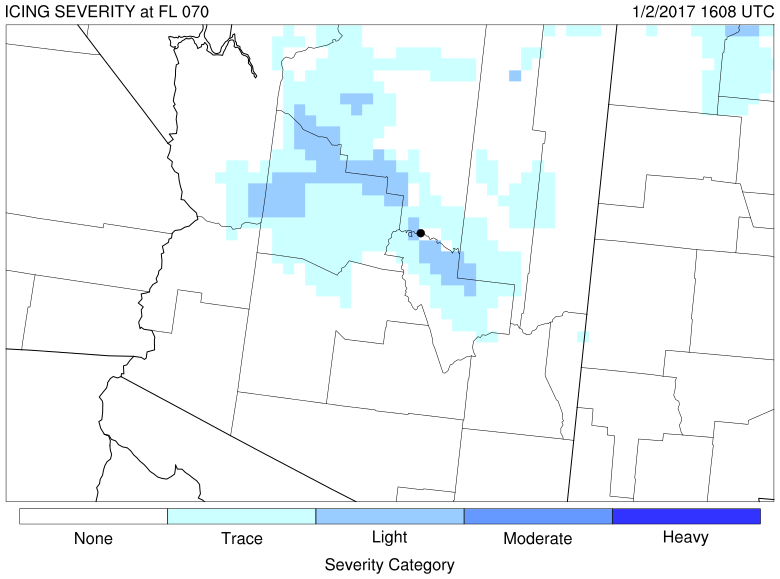 ICING SEVERITY at FL 070 1/2/2017 1608 UTC
None Trace Light Moderate Heavy
Severity Category